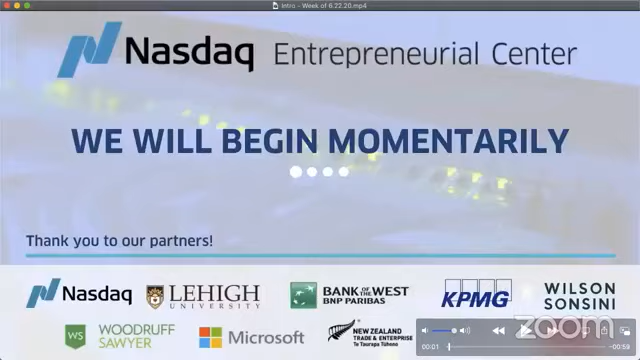 Intro - Week of 6.22.20.mp4
Nasdaq Entrepreneurial Center
WE WILL BEGIN MOMENTARILY
Thank you to our partners!
Nasdaq
LEHIGH
UNIVERSITY
BANK OF THE WEST
BNP PARIBAS
KPMG
WILSON
SONSINI
WS
WOODRUFF
SAWYER
Microsoft
NEW ZEALAND
TRADE & ENTERPRISE
Te Taurapa Tūhono
zoom
00:01
-00:59